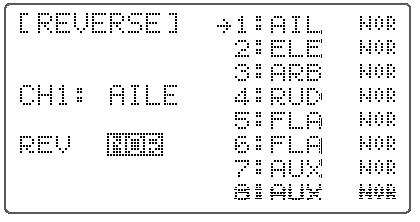 [REVERSE] →1:AIL NOR
2:ELE NOR
3:ARB NOR
CH1: AILE 4:RUD NOR
5:FLA NOR
REV NOR 6:FLA NOR
7:AUX NOR
8:AUX NOR